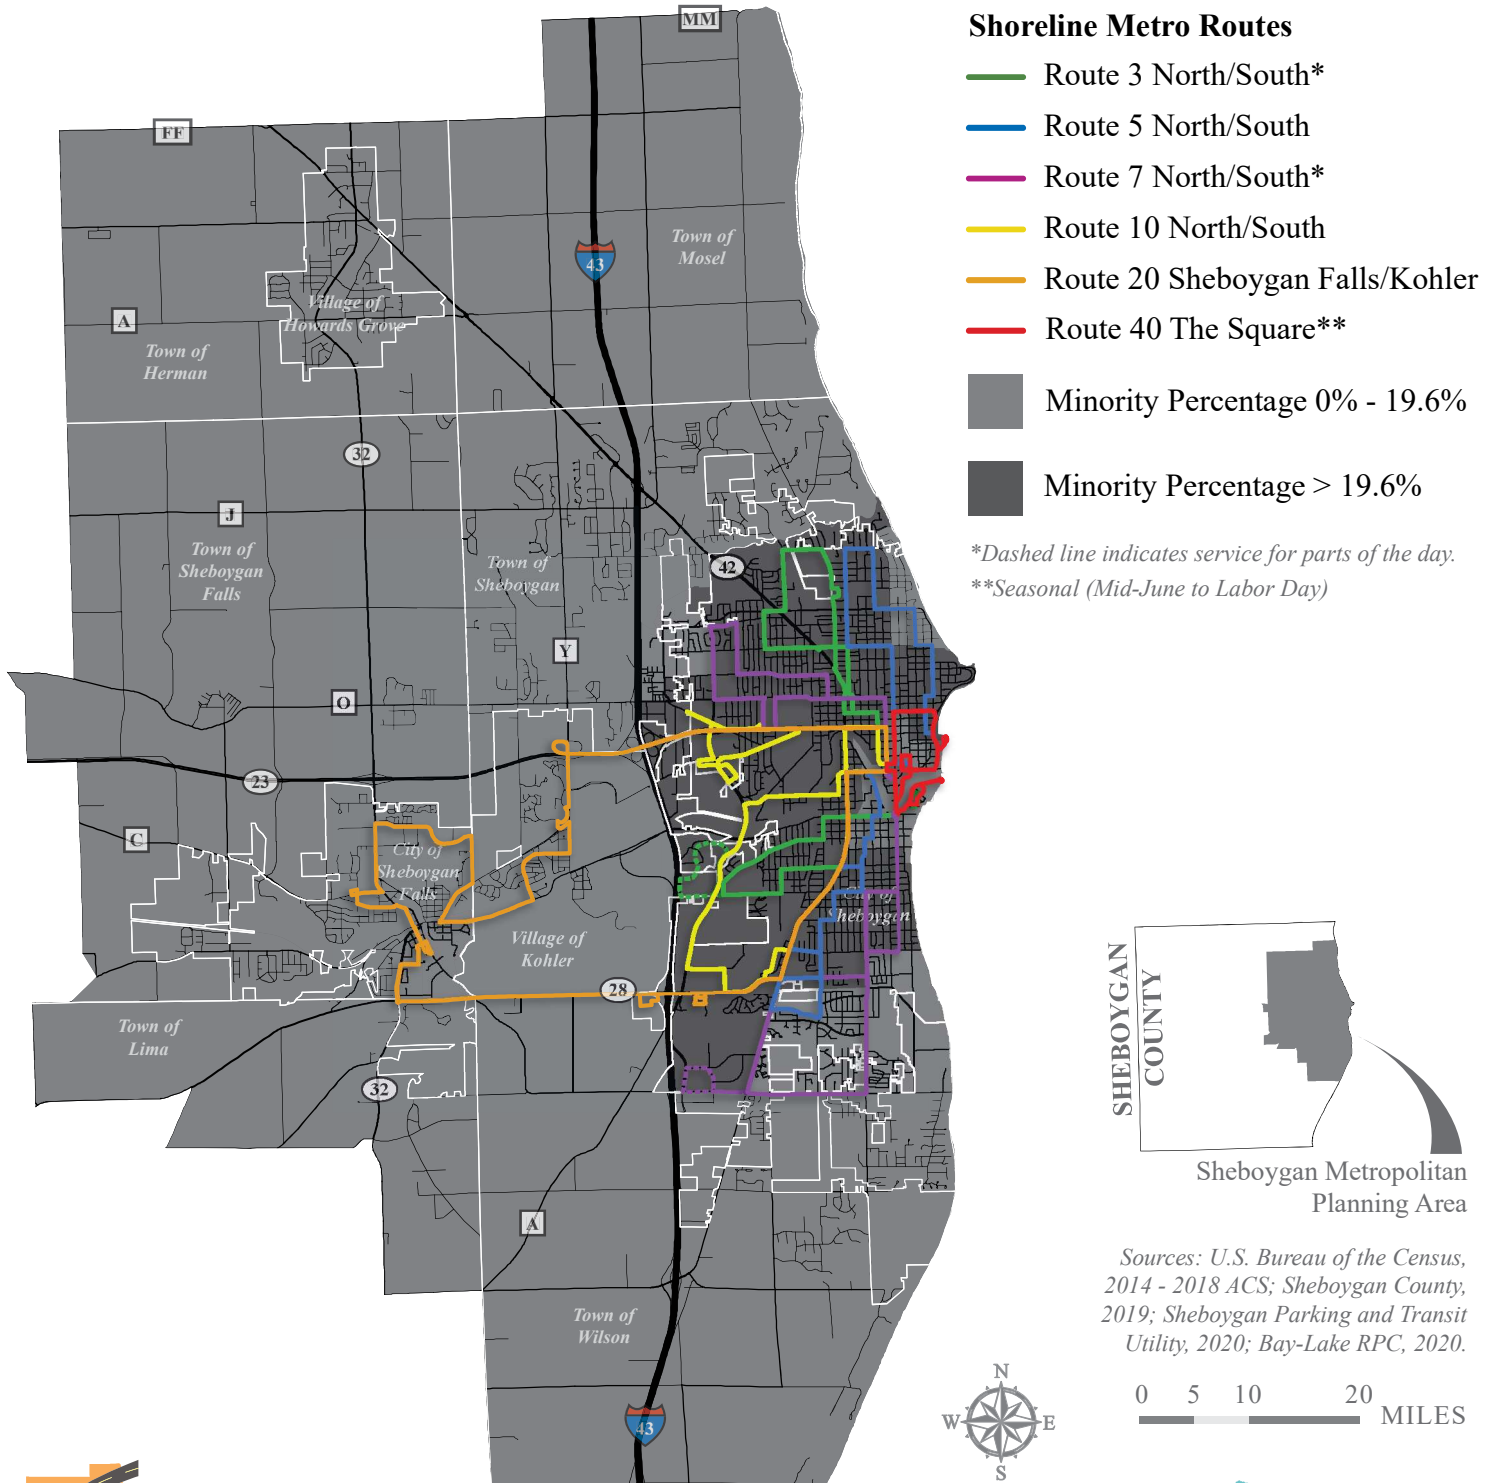 MM
Shoreline Metro Routes
Route 3 North/South*
Route 5 North/South
Route 7 North/South*
Route 10 North/South
Route 20 Sheboygan Falls/Kohler
Route 40 The Square**
Minority Percentage 0% - 19.6%
Minority Percentage > 19.6%
*Dashed line indicates service for parts of the day.
**Seasonal (Mid-June to Labor Day)
FF
43
Town of
Mosel
Village of
Howards Grove
A
Town of
Herman
32
J
Town of
Sheboygan
Falls
Town of
Sheboygan
42
Y
O
23
C
City of
Sheboygan
Falls
City of
Sheboygan
Village of
Kohler
28
Town of
Lima
32
A
Town of
Wilson
43
SHEBOYGAN
COUNTY
Sheboygan Metropolitan
Planning Area
Sources: U.S. Bureau of the Census,
2014 - 2018 ACS; Sheboygan County,
2019; Sheboygan Parking and Transit
Utility, 2020; Bay-Lake RPC, 2020.
N
W E
S
0 5 10 20
MILES